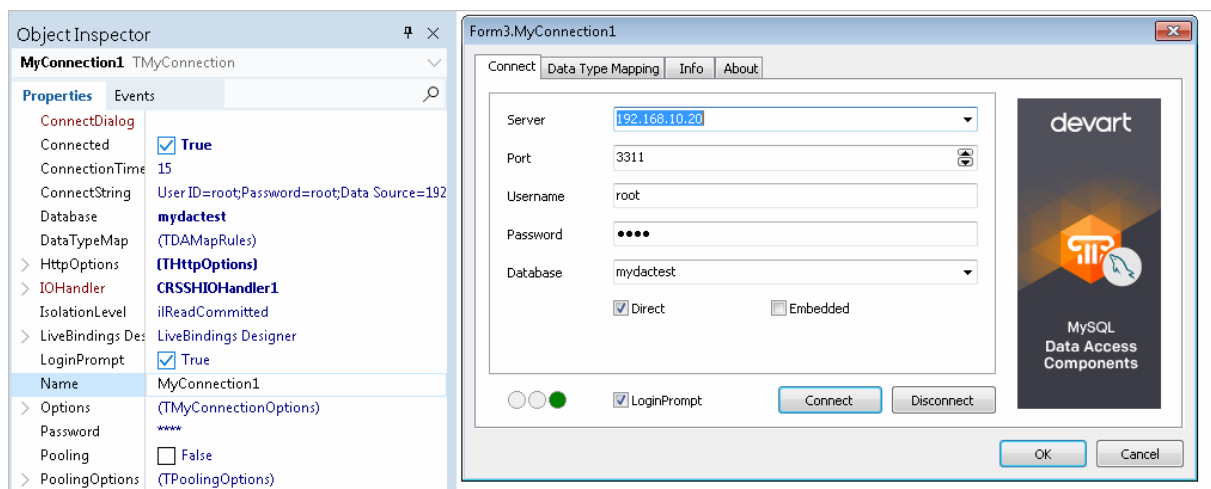 Object Inspector
MyConnection1 TMyConnection
Properties Events
ConnectDialog
Connected True
ConnectionTime 15
ConnectString User ID=root;Password=root;Data Source=192
Database mydactest
DataTypeMap (TDAMapRules)
HttpOptions (THttpOptions)
IOHandler CRSSHIOHandler1
IsolationLevel ilReadCommitted
LiveBindings Des LiveBindings Designer
LoginPrompt True
Name MyConnection1
Options (TMyConnectionOptions)
Password ****
Pooling False
PoolingOptions (TPoolingOptions)
Form3.MyConnection1
Connect Data Type Mapping Info About
Server 192.168.10.20
Port 3311
Username root
Password ••••
Database mydactest
Direct Embedded
LoginPrompt Connect Disconnect
devart
MySQL
Data Access
Components
OK Cancel